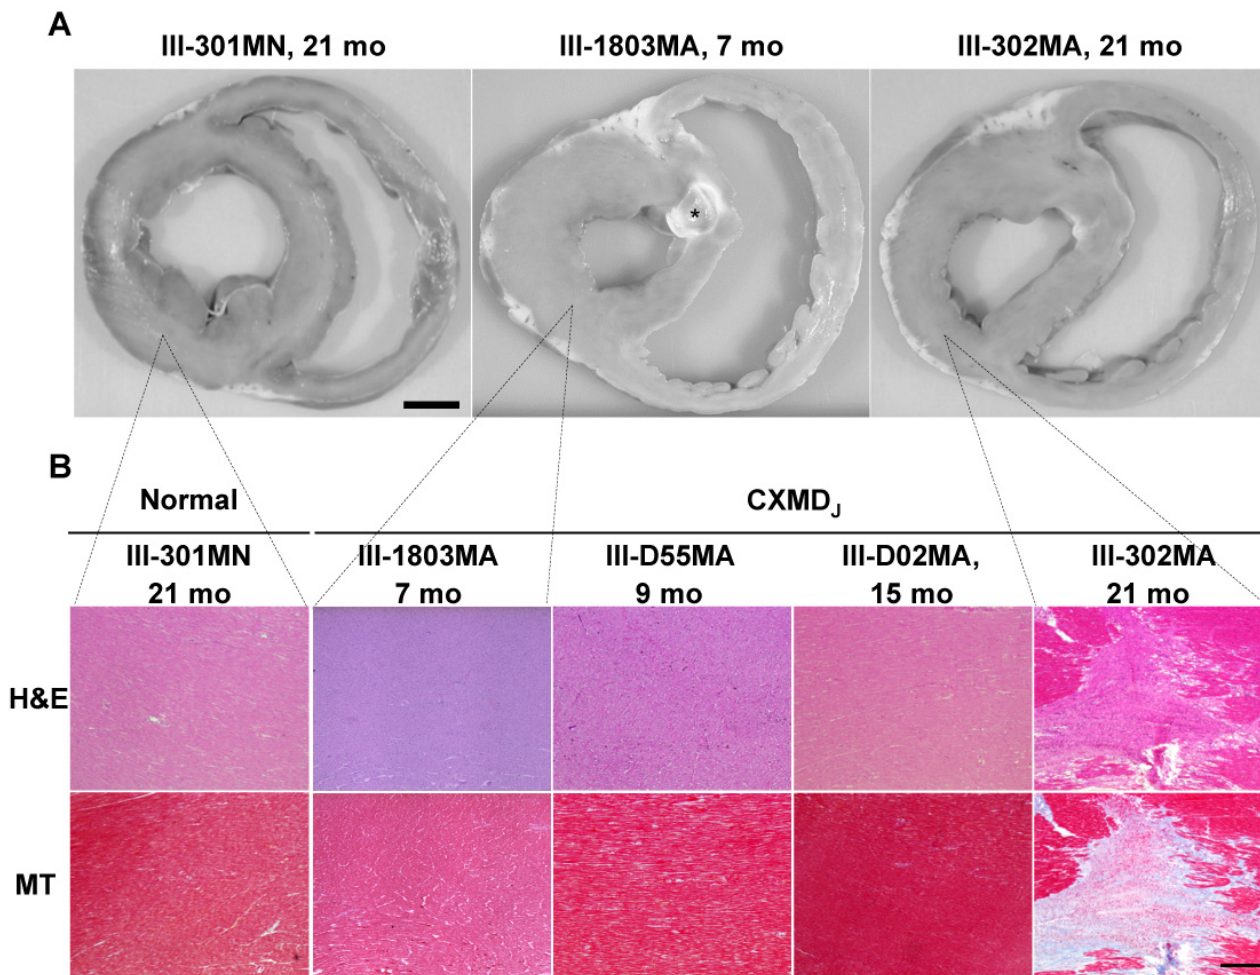 A
III-301MN, 21 mo
III-1803MA, 7 mo
III-302MA, 21 mo
*
B
Normal
CXMDJ
III-301MN
21 mo
III-1803MA
7 mo
III-D55MA
9 mo
III-D02MA,
15 mo
III-302MA
21 mo
H&E
MT